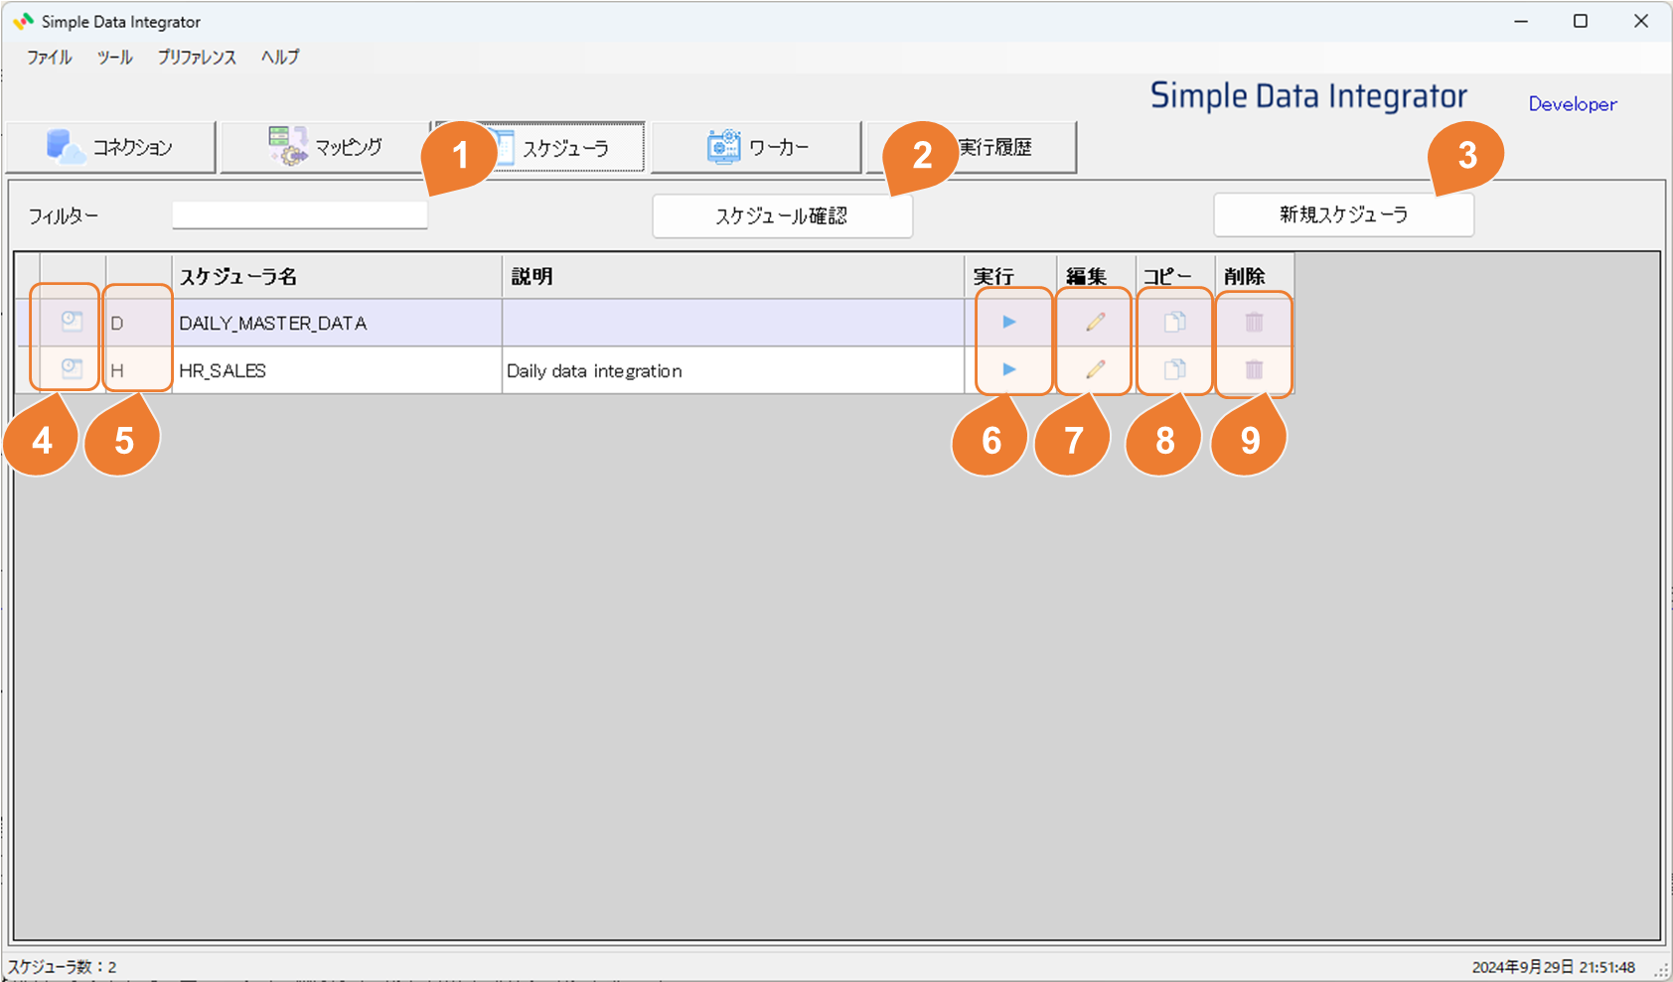 Simple Data Integrator
ファイル ツール プリファレンス ヘルプ
Simple Data Integrator Developer
コネクション マッピング 1 スケジューラ ワーカー 2 実行履歴 3
フィルター スケジュール確認 新規スケジューラ
スケジューラ名 説明 実行 編集 コピー 削除
D DAILY_MASTER_DATA
H HR_SALES Daily data integration
4 5 6 7 8 9
スケジューラ数：2 2024年9月29日 21:51:48